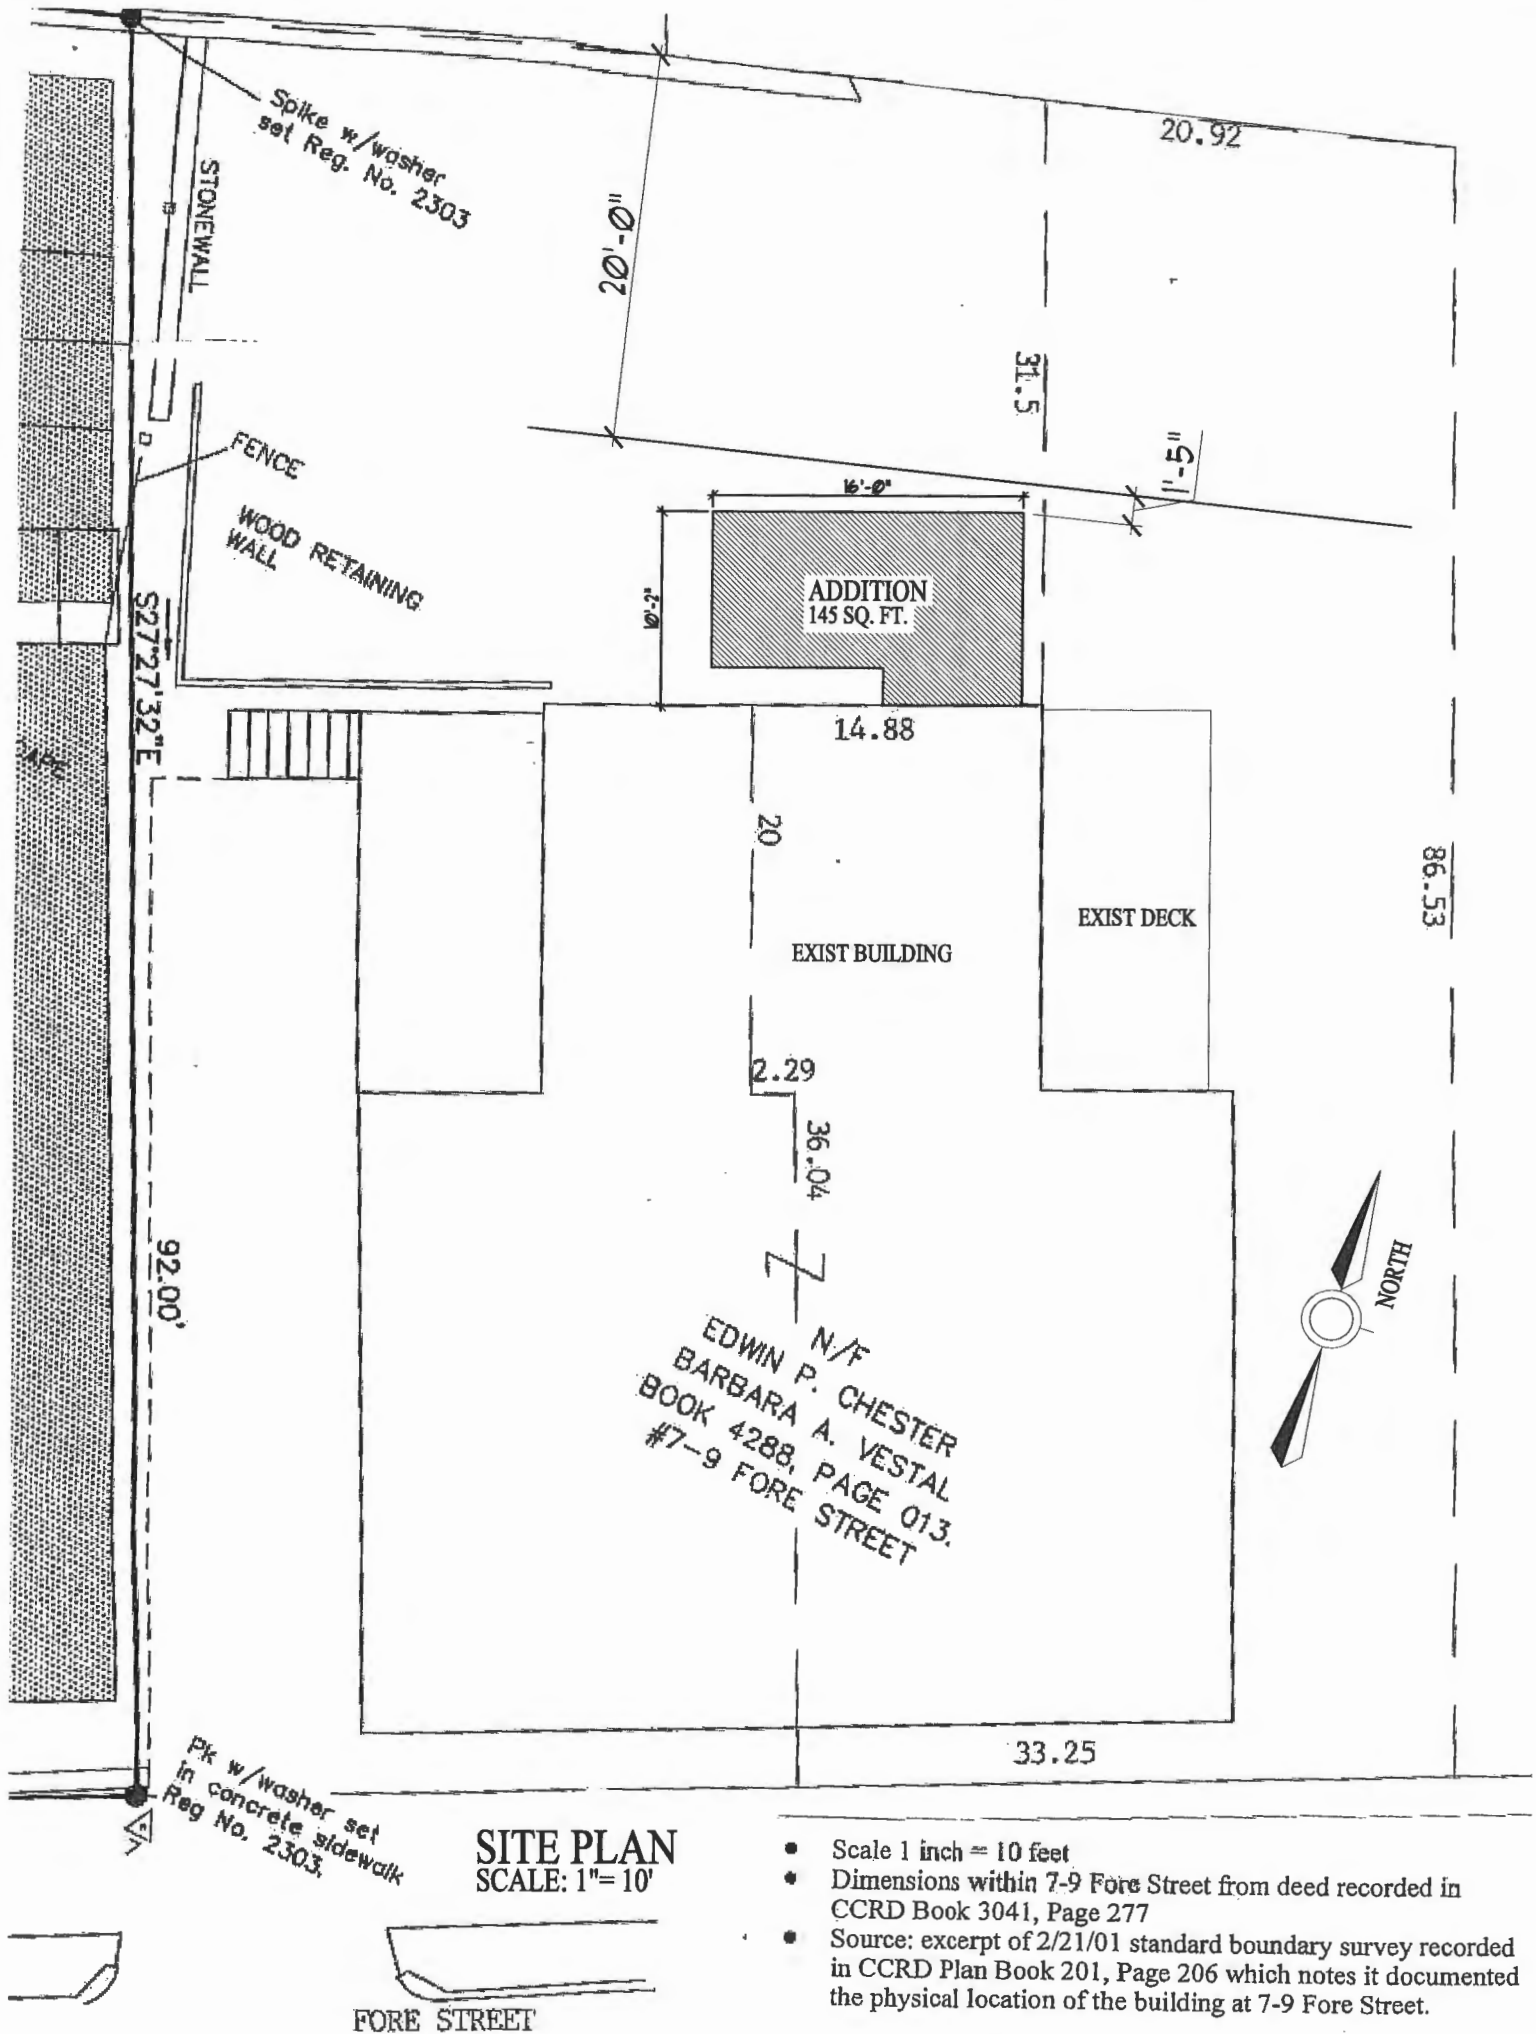 Spike w/washer
set Reg. No. 2303
STONEWALL
20'-0"
20.92
31.5
1'-5"
FENCE
WOOD RETAINING
WALL
16'-0"
10'-2"
ADDITION
145 SQ. FT.
S27°27'32"E
14.88
20
EXIST BUILDING
EXIST DECK
86.53
2.29
36.04
92.00'
NORTH
N/F
EDWIN P. CHESTER
BARBARA A. VESTAL
BOOK 4288, PAGE 013.
#7-9 FORE STREET
33.25
PK w/washer set
in concrete sidewalk
Reg No. 2303.
SITE PLAN
SCALE: 1"= 10'
• Scale 1 inch = 10 feet
• Dimensions within 7-9 Fore Street from deed recorded in
CCRD Book 3041, Page 277
• Source: excerpt of 2/21/01 standard boundary survey recorded
in CCRD Plan Book 201, Page 206 which notes it documented
the physical location of the building at 7-9 Fore Street.
FORE STREET